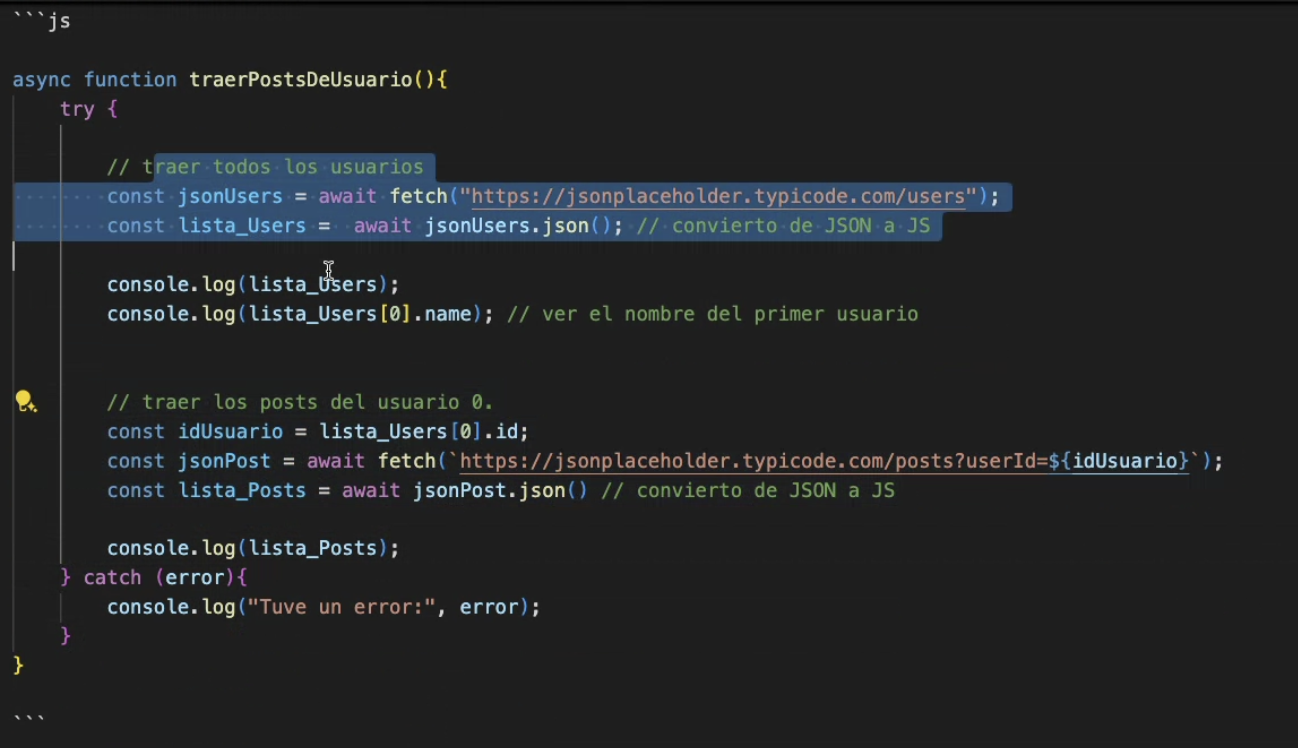 ```js
async function traerPostsDeUsuario(){
try {
// traer todos los usuarios
const jsonUsers = await fetch("https://jsonplaceholder.typicode.com/users");
const lista_Users =  await jsonUsers.json(); // convierto de JSON a JS
console.log(lista_Users);
console.log(lista_Users[0].name); // ver el nombre del primer usuario
// traer los posts del usuario 0.
const idUsuario = lista_Users[0].id;
const jsonPost = await fetch(`https://jsonplaceholder.typicode.com/posts?userId=${idUsuario}`);
const lista_Posts = await jsonPost.json() // convierto de JSON a JS
console.log(lista_Posts);
} catch (error){
console.log("Tuve un error:", error);
}
}
```